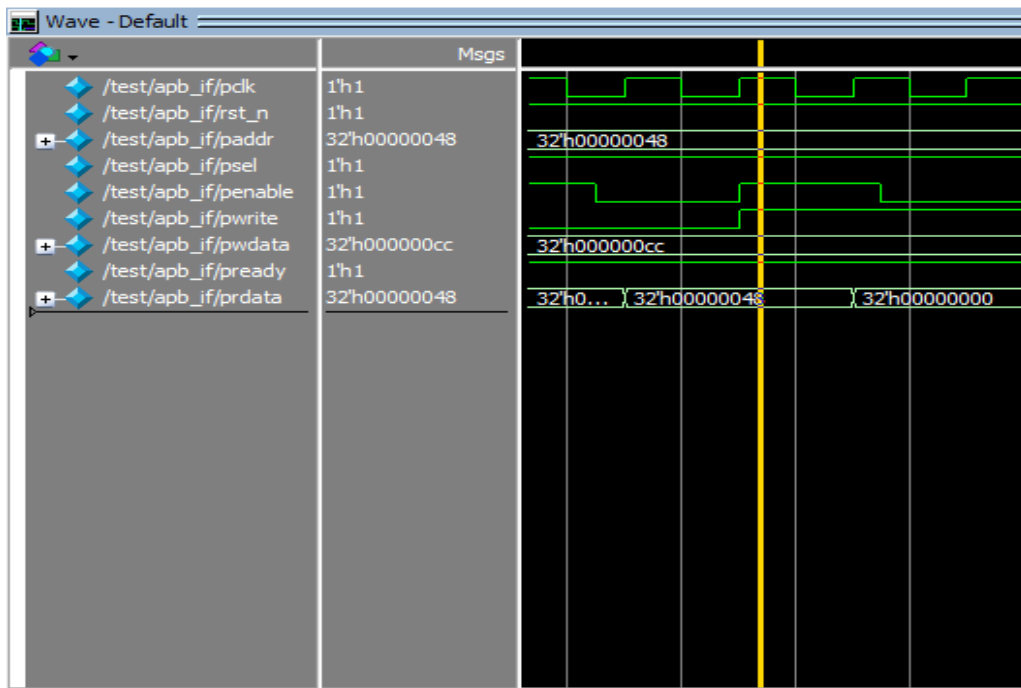 Wave - Default
Msgs
/test/apb_if/pclk 1'h1
/test/apb_if/rst_n 1'h1
/test/apb_if/paddr 32'h00000048 32'h00000048
/test/apb_if/psel 1'h1
/test/apb_if/penable 1'h1
/test/apb_if/pwrite 1'h1
/test/apb_if/pwdata 32'h000000cc 32'h000000cc
/test/apb_if/pready 1'h1
/test/apb_if/prdata 32'h00000048 32'h0... 32'h00000048 32'h00000000